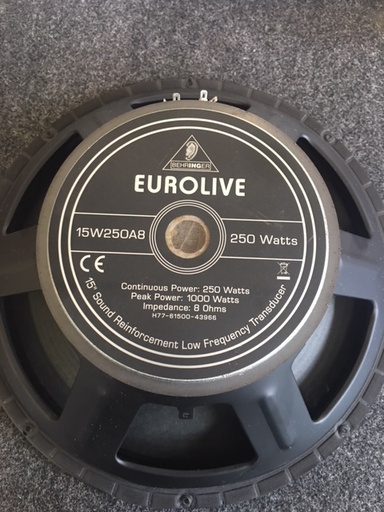 BEHRINGER
EUROLIVE
15W250A8
250 Watts
CE
Continuous Power: 250 Watts
Peak Power: 1000 Watts
Impedance: 8 Ohms
H77-61500-43986
15" Sound Reinforcement Low Frequency Transducer